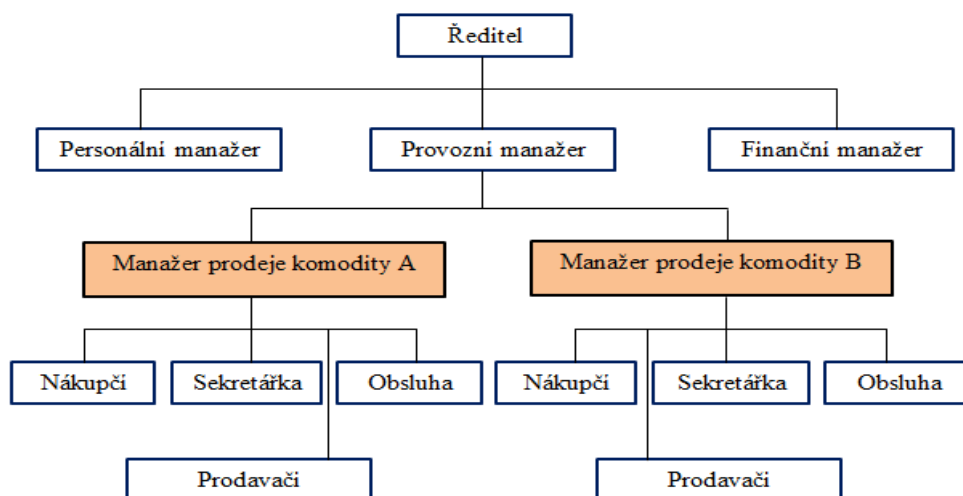 Ředitel
Personální manažer
Provozní manažer
Finanční manažer
Manažer prodeje komodity A
Manažer prodeje komodity B
Nákupčí
Sekretářka
Obsluha
Nákupčí
Sekretářka
Obsluha
Prodavači
Prodavači